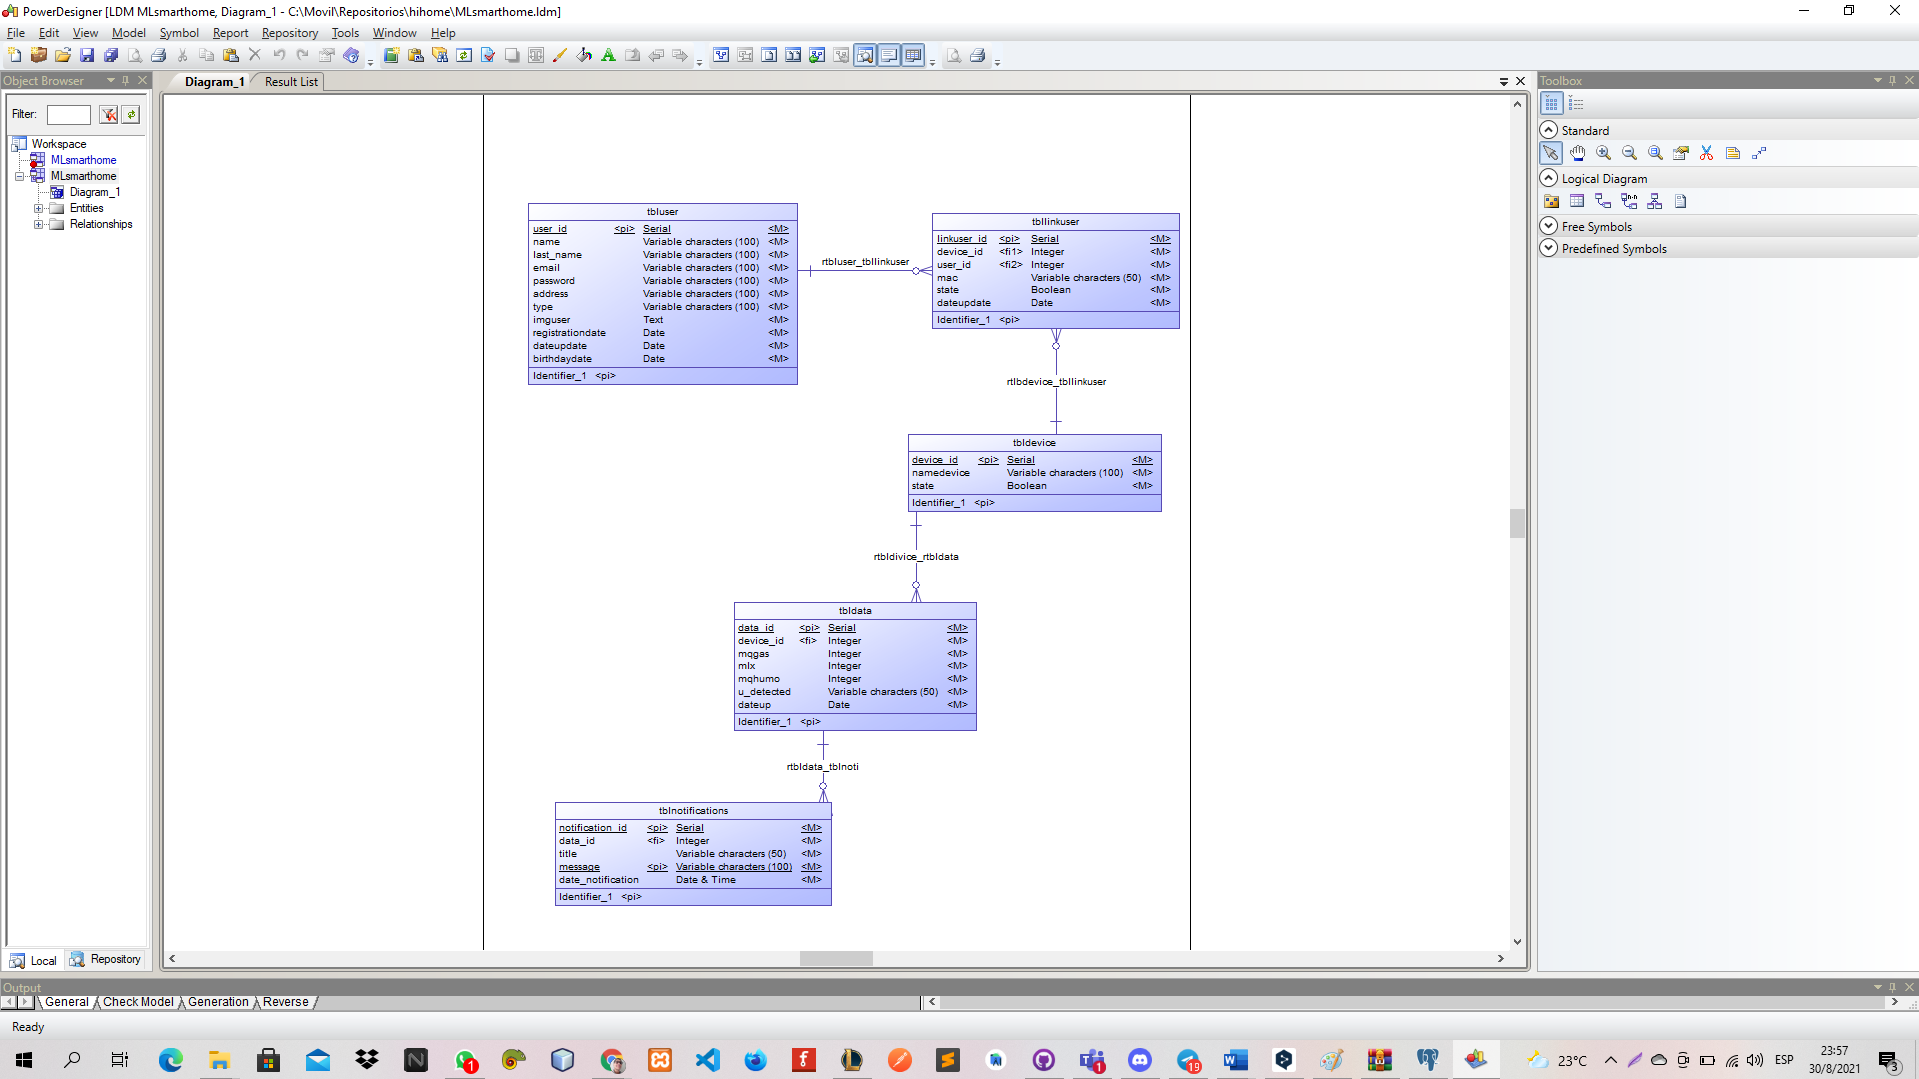 PowerDesigner [LDM MLsmarthome, Diagram_1 - C:\Movil\Repositorios\hihome\MLsmarthome.ldm]
File Edit View Model Symbol Report Repository Tools Window Help
Object Browser
Diagram_1 Result List
Toolbox
Filter:
Workspace
MLsmarthome
MLsmarthome
Diagram_1
Entities
Relationships
Standard
Logical Diagram
Free Symbols
Predefined Symbols
tbluser
user_id <pi> Serial <M>
name Variable characters (100) <M>
last_name Variable characters (100) <M>
email Variable characters (100) <M>
password Variable characters (100) <M>
address Variable characters (100) <M>
type Variable characters (100) <M>
imguser Text <M>
registrationdate Date <M>
dateupdate Date <M>
birthdaydate Date <M>
Identifier_1 <pi>
rtbluser_tbllinkuser
tbllinkuser
linkuser_id <pi> Serial <M>
device_id <fi1> Integer <M>
user_id <fi2> Integer <M>
mac Variable characters (50) <M>
state Boolean <M>
dateupdate Date <M>
Identifier_1 <pi>
rtlbdevice_tbllinkuser
tbldevice
device_id <pi> Serial <M>
namedevice Variable characters (100) <M>
state Boolean <M>
Identifier_1 <pi>
rtbldivice_rtbldata
tbldata
data_id <pi> Serial <M>
device_id <fi> Integer <M>
mqgas Integer <M>
mlx Integer <M>
mqhumo Integer <M>
u_detected Variable characters (50) <M>
dateup Date <M>
Identifier_1 <pi>
rtbldata_tblnoti
tblnotifications
notification_id <pi> Serial <M>
data_id <fi> Integer <M>
title Variable characters (50) <M>
message <pi> Variable characters (100) <M>
date_notification Date & Time <M>
Identifier_1 <pi>
Local Repository
Output
General Check Model Generation Reverse
Ready
23°C
ESP
23:57
30/8/2021
1
1
19
3